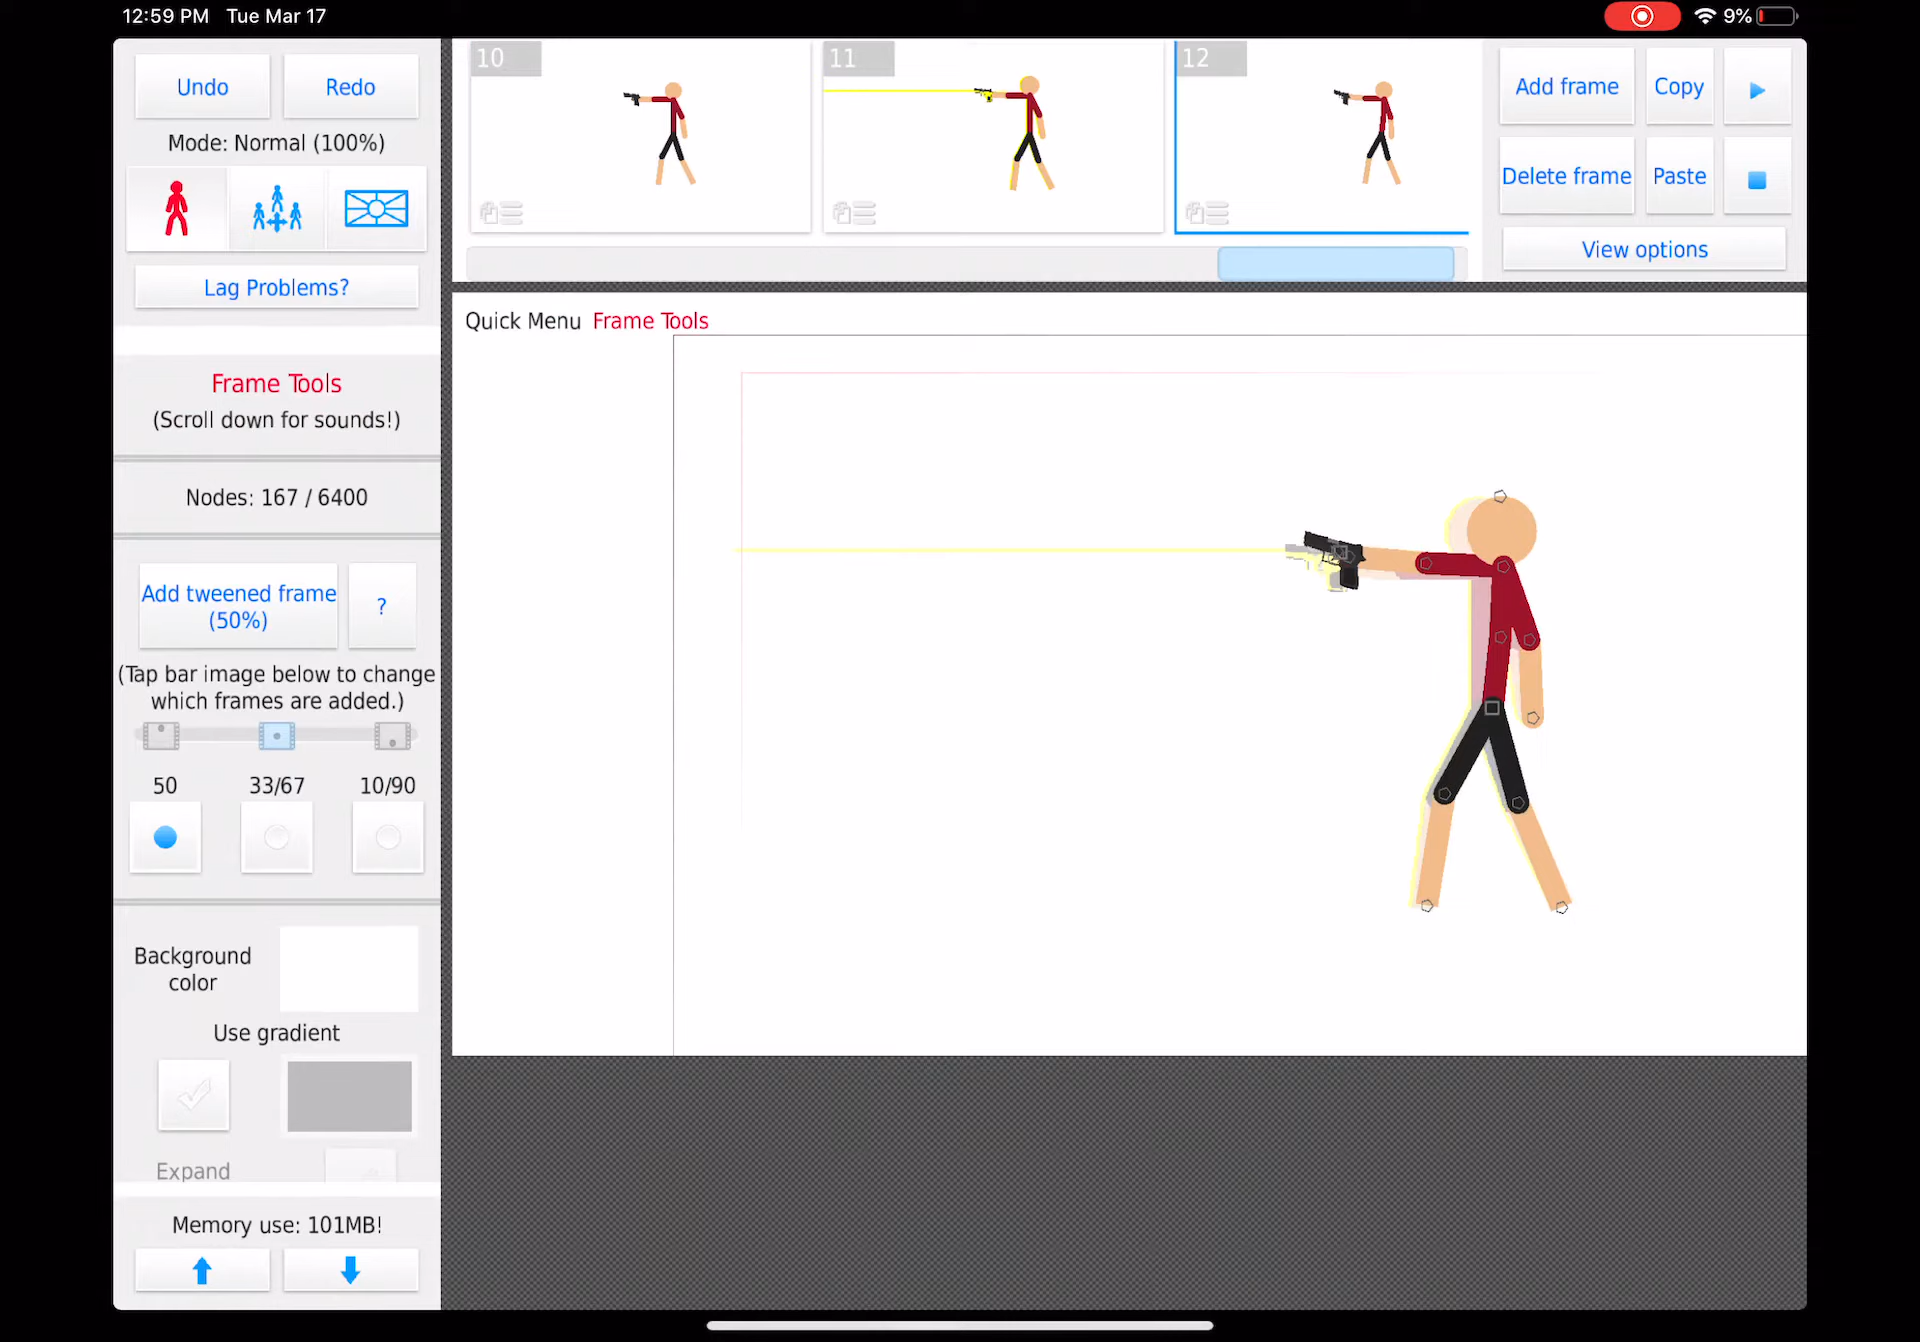 12:59 PM Tue Mar 17
9%
Undo Redo
Mode: Normal (100%)
Lag Problems?
Frame Tools
(Scroll down for sounds!)
Nodes: 167 / 6400
Add tweened frame
(50%)
?
(Tap bar image below to change
which frames are added.)
50 33/67 10/90
Background
color
Use gradient
Expand
Memory use: 101MB!
10 11 12
Add frame Copy
Delete frame Paste
View options
Quick Menu Frame Tools